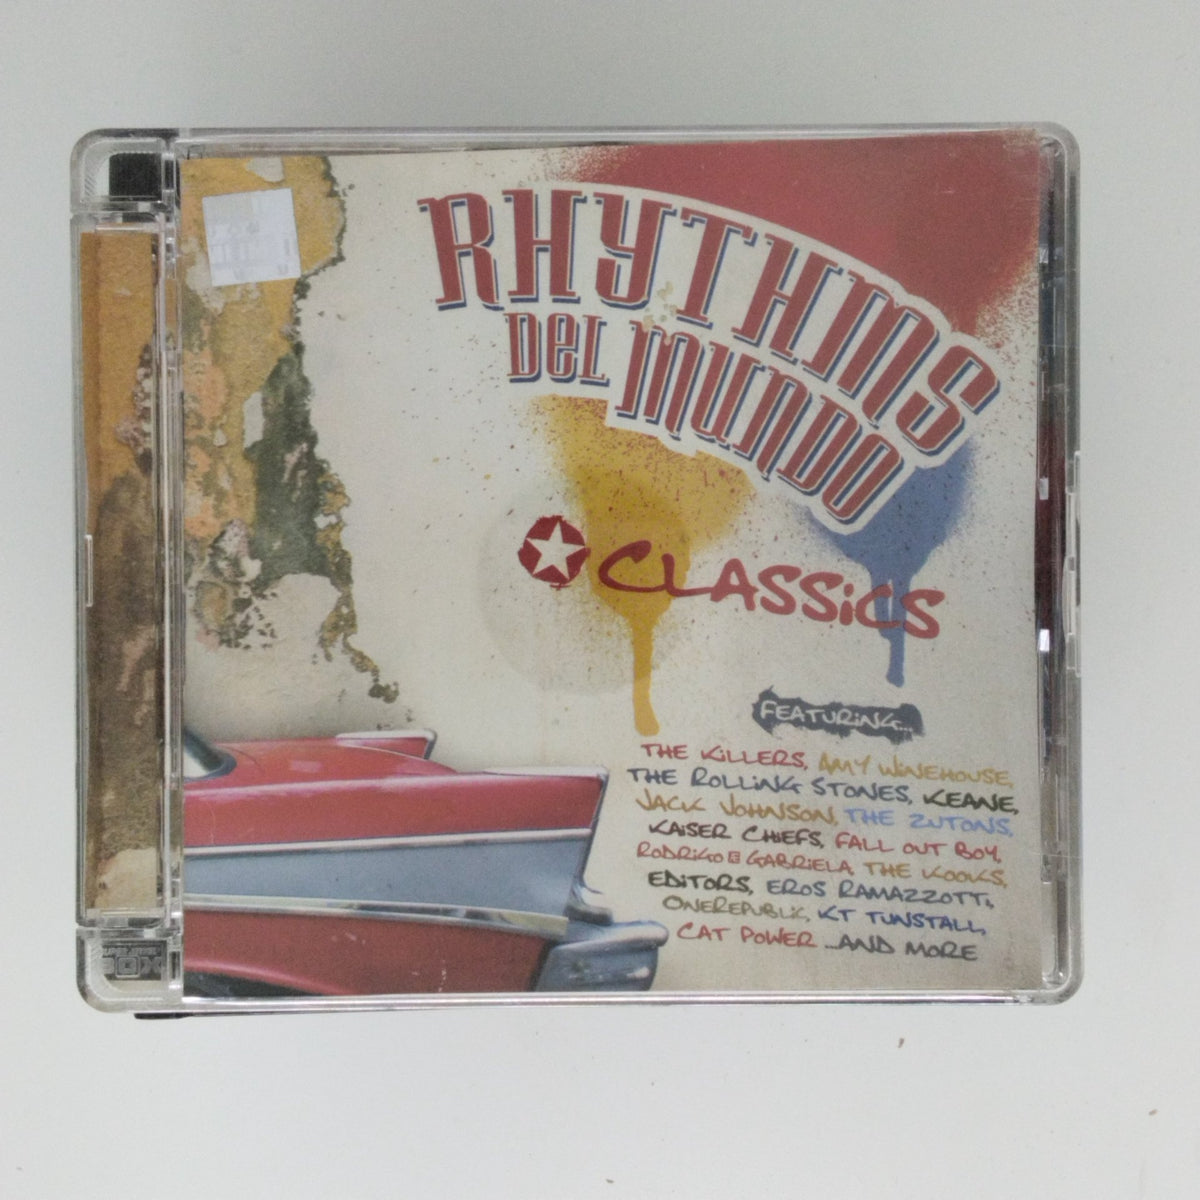 RHYTHMS
DEL MUNDO
CLASSICS
FEATURING...
THE KILLERS, AMY WINEHOUSE,
THE ROLLING STONES, KEANE,
JACK JOHNSON, THE ZUTONS,
KAISER CHIEFS, FALL OUT BOY,
RODRIGO E GABRIELA, THE KOOKS,
EDITORS, EROS RAMAZZOTTI,
ONEREPUBLIC, KT TUNSTALL,
CAT POWER ...AND MORE